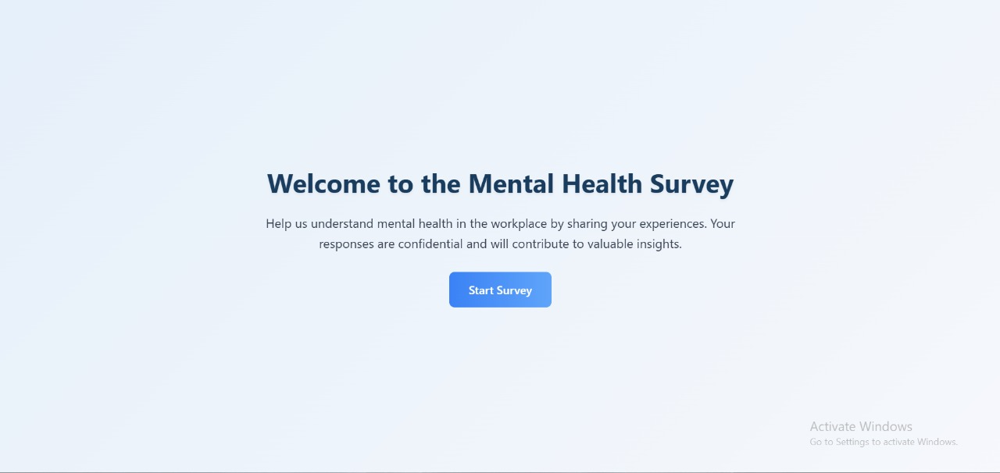 Welcome to the Mental Health Survey
Help us understand mental health in the workplace by sharing your experiences. Your
responses are confidential and will contribute to valuable insights.
Start Survey
Activate Windows
Go to Settings to activate Windows.